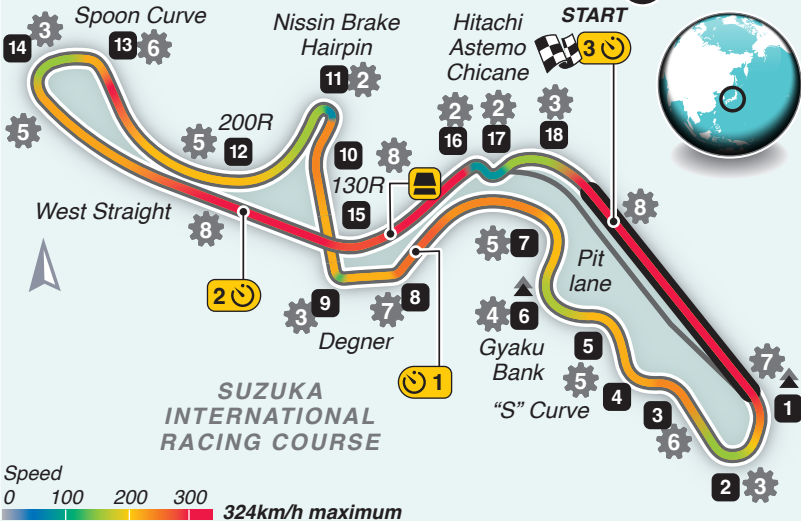 Spoon Curve
Nissin Brake
Hairpin
Hitachi
Astemo
Chicane
START
3
14
3
13
6
11
2
2
2
3
16
17
18
5
200R
5
12
10
8
130R
15
8
West Straight
8
2
5
7
Pit
lane
9
3
8
7
Degner
4
6
Gyaku
Bank
5
5
1
7
1
4
"S" Curve
3
6
SUZUKA
INTERNATIONAL
RACING COURSE
2
3
Speed
0 100 200 300
324km/h maximum